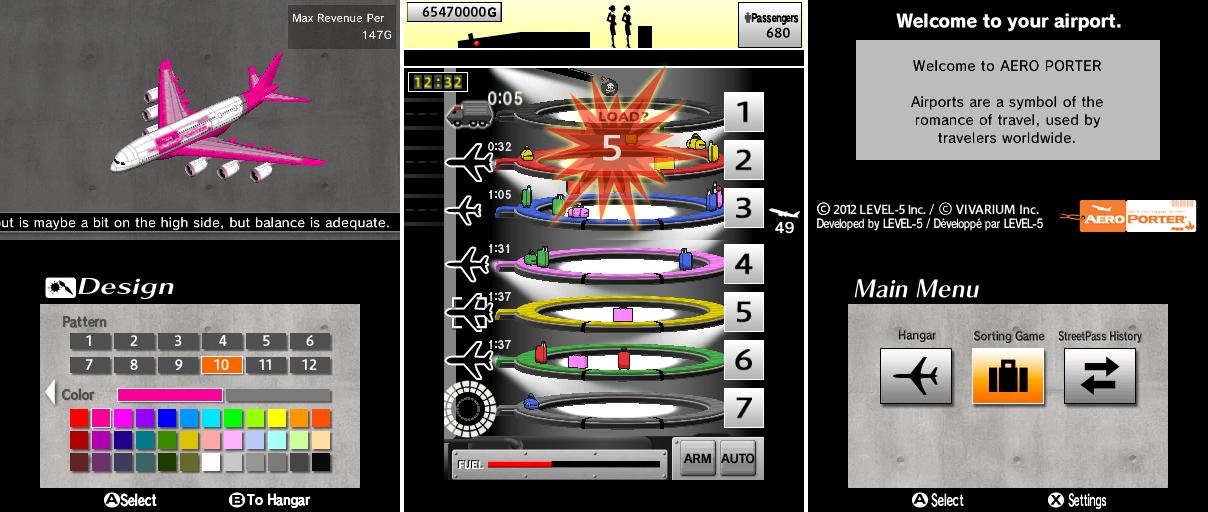 Max Revenue Per
147G
out is maybe a bit on the high side, but balance is adequate.
Design
Pattern
1 2 3 4 5 6
7 8 9 10 11 12
Color
A Select
B To Hangar
65470000G
Passengers
680
12:32
0:05
LOAD?
5
1
0:32
2
1:05
3
49
1:31
4
1:37
5
1:37
6
7
FUEL
ARM
AUTO
Welcome to your airport.
Welcome to AERO PORTER
Airports are a symbol of the
romance of travel, used by
travelers worldwide.
© 2012 LEVEL-5 Inc. / © VIVARIUM Inc.
Developed by LEVEL-5 / Développé par LEVEL-5
AERO PORTER
Main Menu
Hangar
Sorting Game
StreetPass History
A Select
X Settings